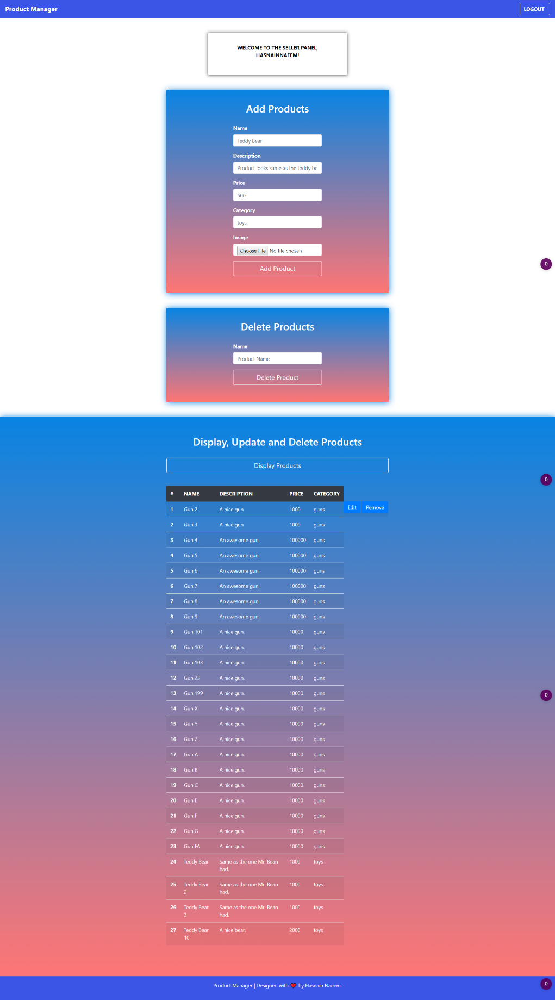 Product Manager
LOGOUT
WELCOME TO THE SELLER PANEL,
HASNAINNAEEM!
Add Products
Name
Teddy Bear
Description
Product looks same as the teddy be
Price
500
Category
toys
Image
Choose File No file chosen
Add Product
0
Delete Products
Name
Product Name
Delete Product
Display, Update and Delete Products
Display Products
0
# NAME DESCRIPTION PRICE CATEGORY
1 Gun 2 A nice gun 1000 guns Edit Remove
2 Gun 3 A nice gun 1000 guns
3 Gun 4 An awesome gun. 100000 guns
4 Gun 5 An awesome gun. 100000 guns
5 Gun 6 An awesome gun. 100000 guns
6 Gun 7 An awesome gun. 100000 guns
7 Gun 8 An awesome gun. 100000 guns
8 Gun 9 An awesome gun. 100000 guns
9 Gun 101 A nice gun. 10000 guns
10 Gun 102 A nice gun. 10000 guns
11 Gun 103 A nice gun. 10000 guns
12 Gun 23 A nice gun. 10000 guns
13 Gun 199 A nice gun. 10000 guns
0
14 Gun X A nice gun. 10000 guns
15 Gun Y A nice gun. 10000 guns
16 Gun Z A nice gun. 10000 guns
17 Gun A A nice gun. 10000 guns
18 Gun B A nice gun. 10000 guns
19 Gun C A nice gun. 10000 guns
20 Gun E A nice gun. 10000 guns
21 Gun F A nice gun. 10000 guns
22 Gun G A nice gun. 10000 guns
23 Gun FA A nice gun. 10000 guns
24 Teddy Bear Same as the one Mr. Bean 1000 toys
had.
25 Teddy Bear Same as the one Mr. Bean 1000 toys
2 had.
26 Teddy Bear Same as the one Mr. Bean 1000 toys
3 had.
27 Teddy Bear A nice bear. 2000 toys
10
Product Manager | Designed with ❤ by Hasnain Naeem.
0